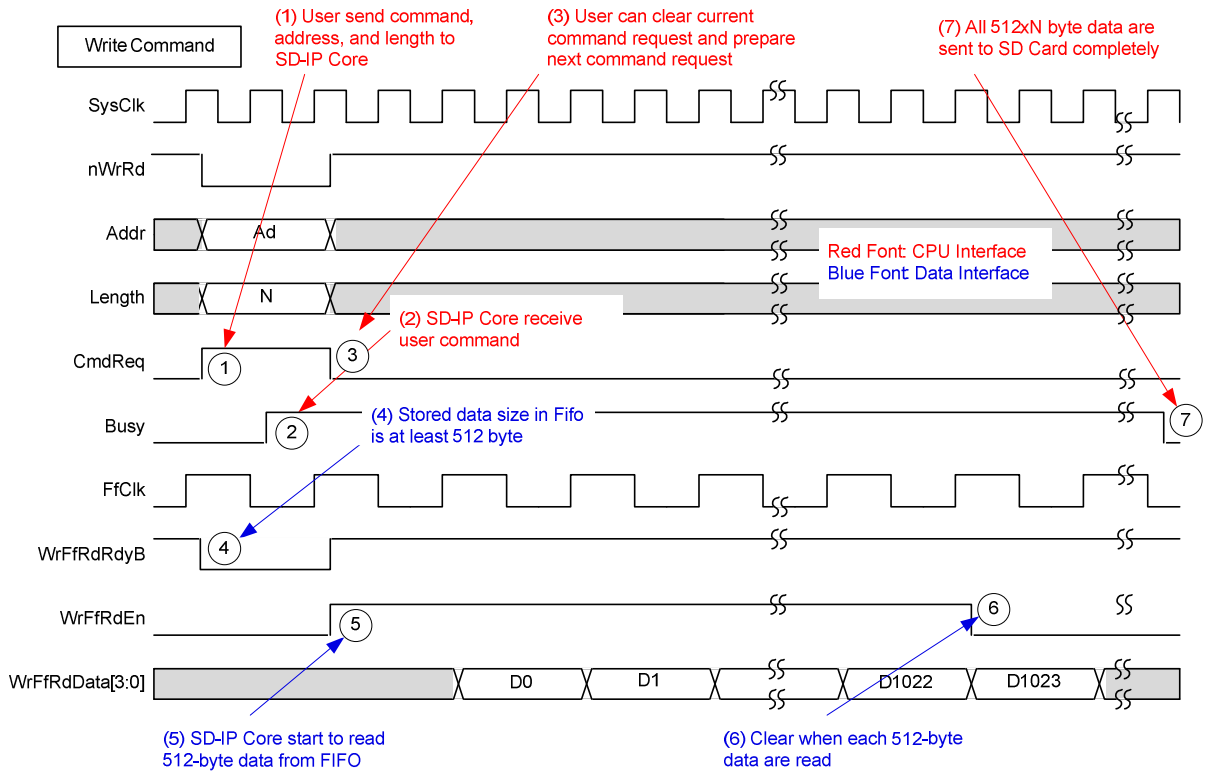 (1) User send command,
address, and length to
SD-IP Core
(3) User can clear current
command request and prepare
next command request
(7) All 512xN byte data are
sent to SD Card completely
Write Command
SysClk
nWrRd
Addr
Ad
Red Font: CPU Interface
Blue Font: Data Interface
Length
N
(2) SD-IP Core receive
user command
CmdReq
1
3
Busy
2
(4) Stored data size in Fifo
is at least 512 byte
7
FfClk
WrFfRdRdyB
4
WrFfRdEn
5
6
WrFfRdData[3:0]
D0
D1
D1022
D1023
(5) SD-IP Core start to read
512-byte data from FIFO
(6) Clear when each 512-byte
data are read